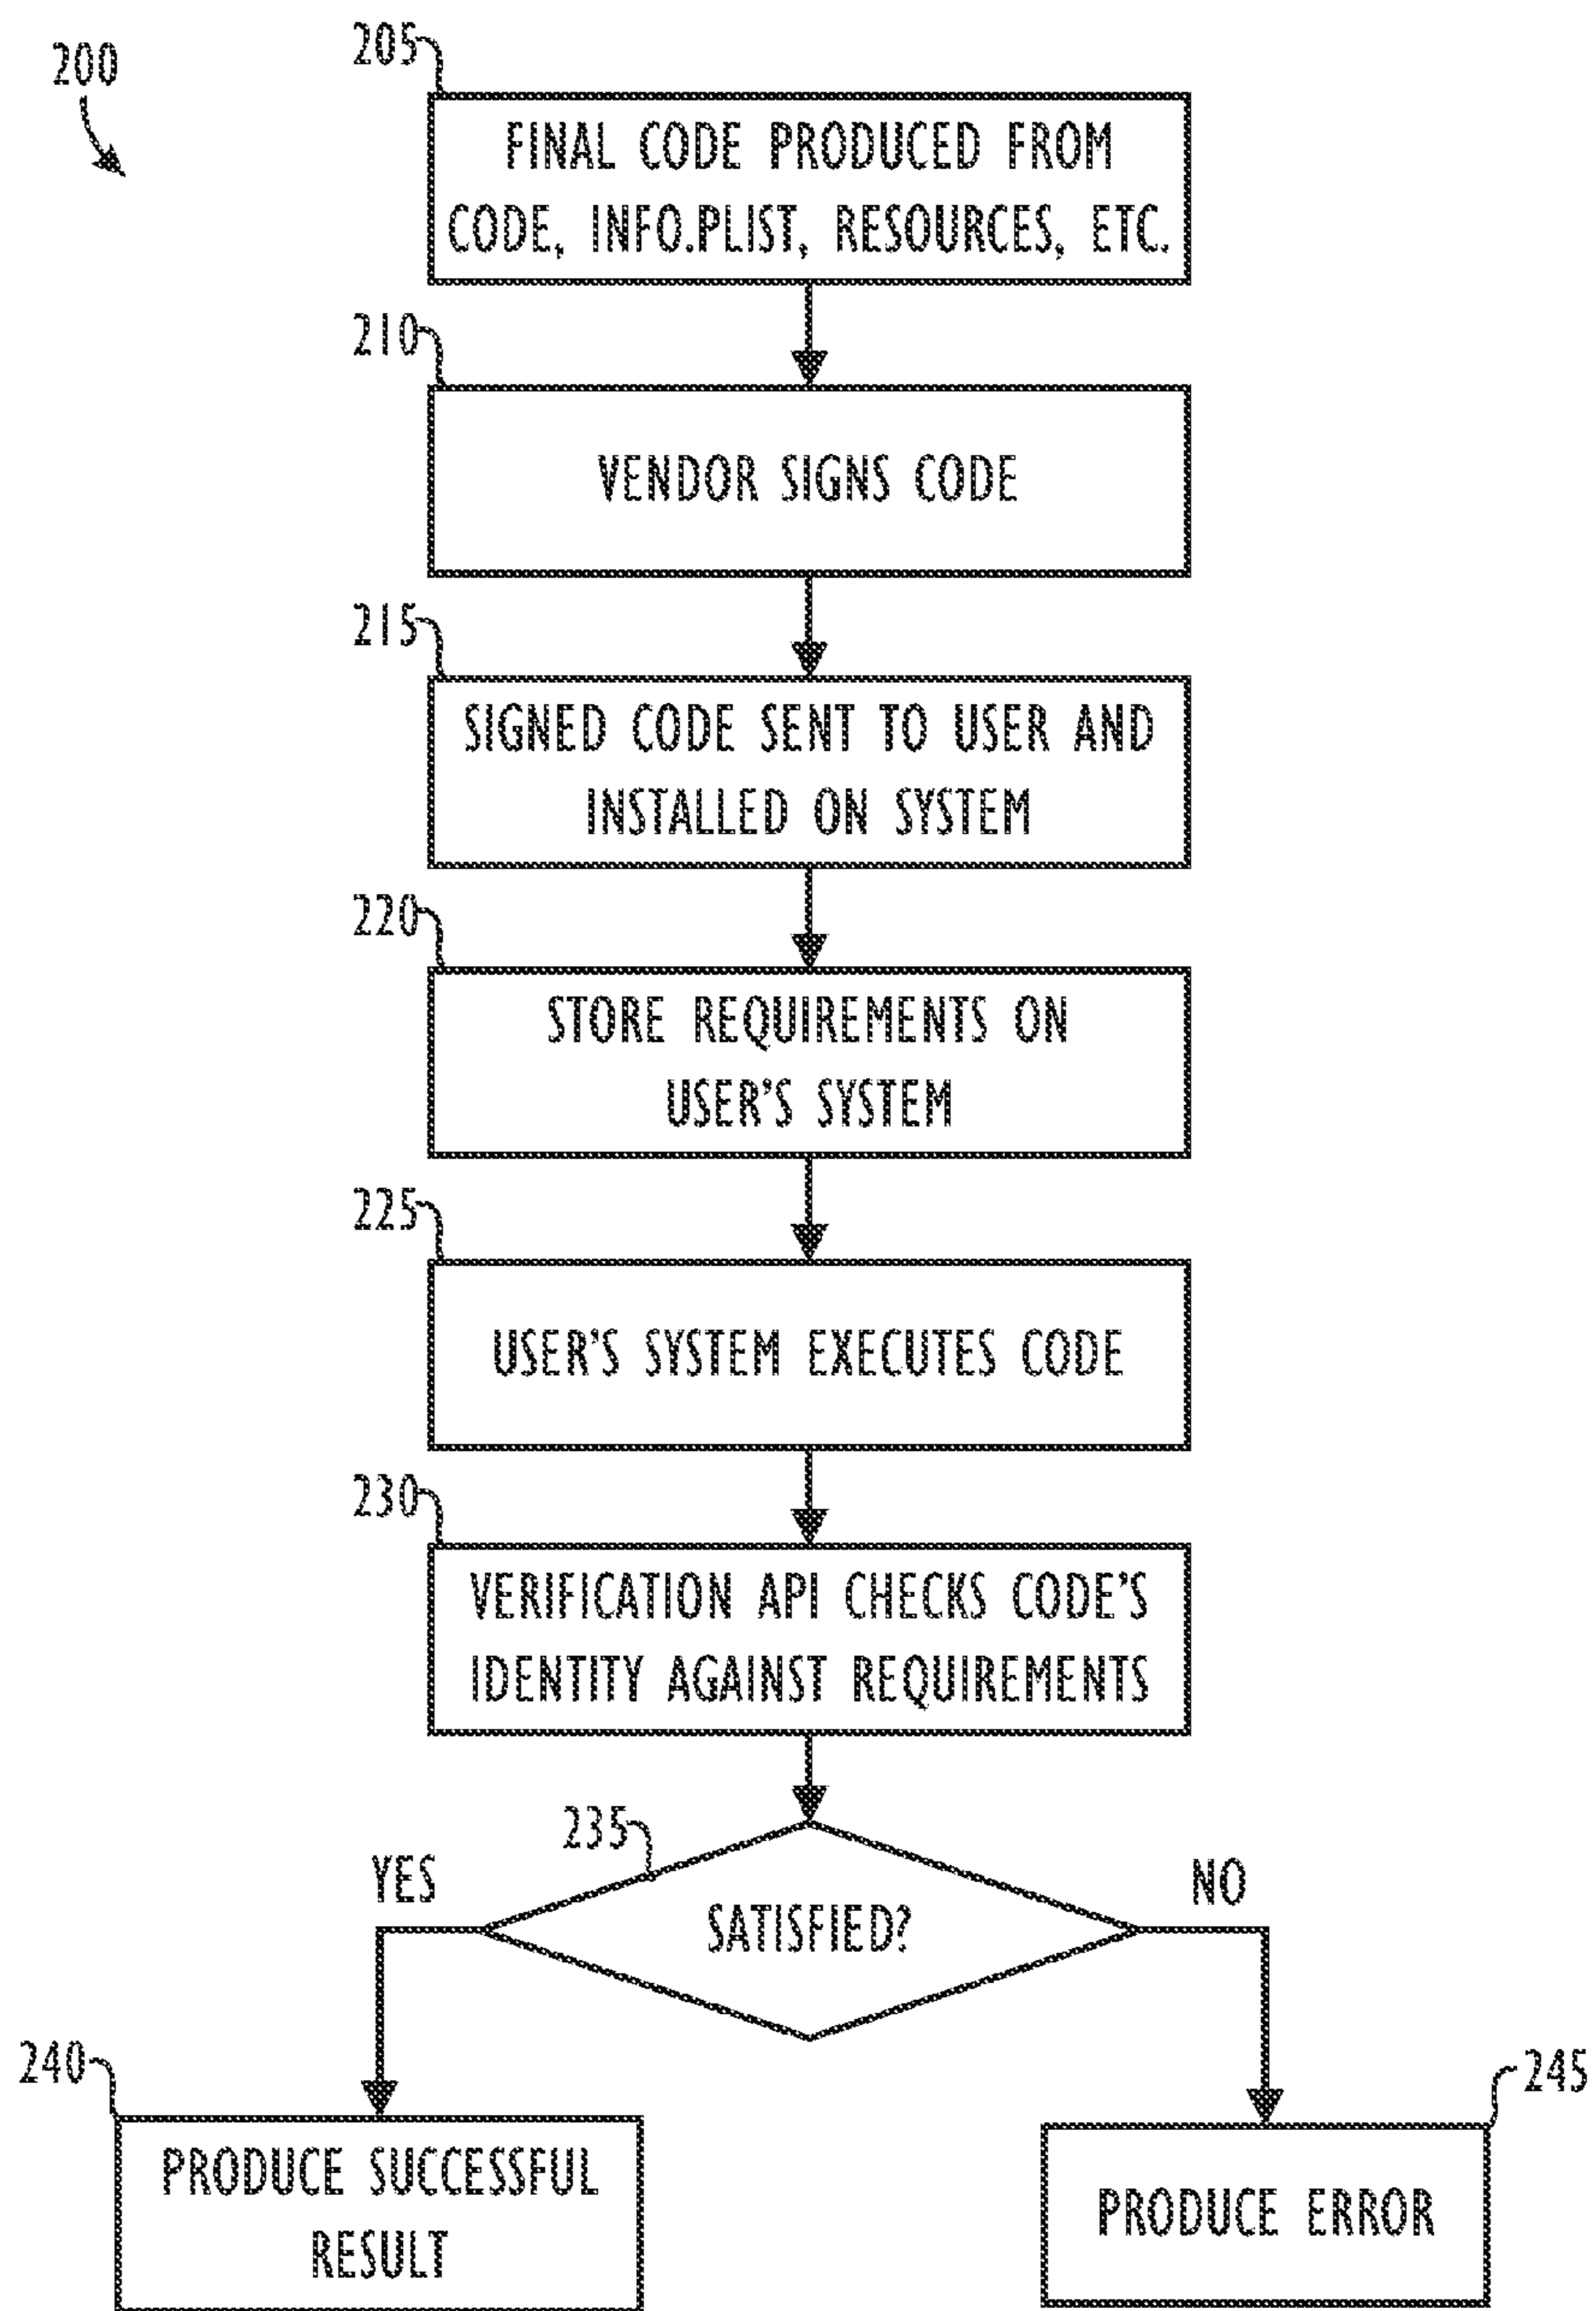 200
205
FINAL CODE PRODUCED FROM
CODE, INFO.PLIST, RESOURCES, ETC.
210
VENDOR SIGNS CODE
215
SIGNED CODE SENT TO USER AND
INSTALLED ON SYSTEM
220
STORE REQUIREMENTS ON
USER'S SYSTEM
225
USER'S SYSTEM EXECUTES CODE
230
VERIFICATION API CHECKS CODE'S
IDENTITY AGAINST REQUIREMENTS
235
YES
NO
SATISFIED?
240
PRODUCE SUCCESSFUL
RESULT
245
PRODUCE ERROR